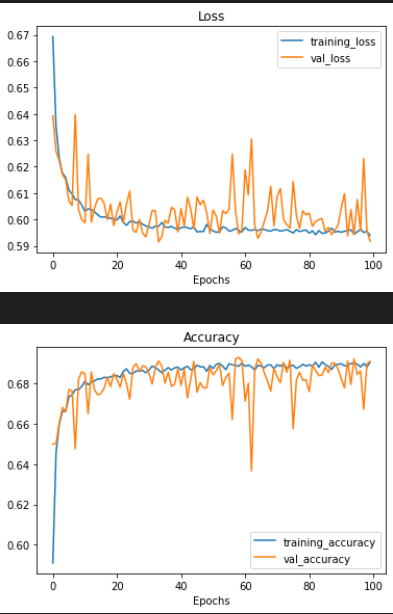 Loss
0.67
0.66
0.65
0.64
0.63
0.62
0.61
0.60
0.59
training_loss
val_loss
0 20 40 60 80 100
Epochs
Accuracy
0.68
0.66
0.64
0.62
0.60
training_accuracy
val_accuracy
0 20 40 60 80 100
Epochs